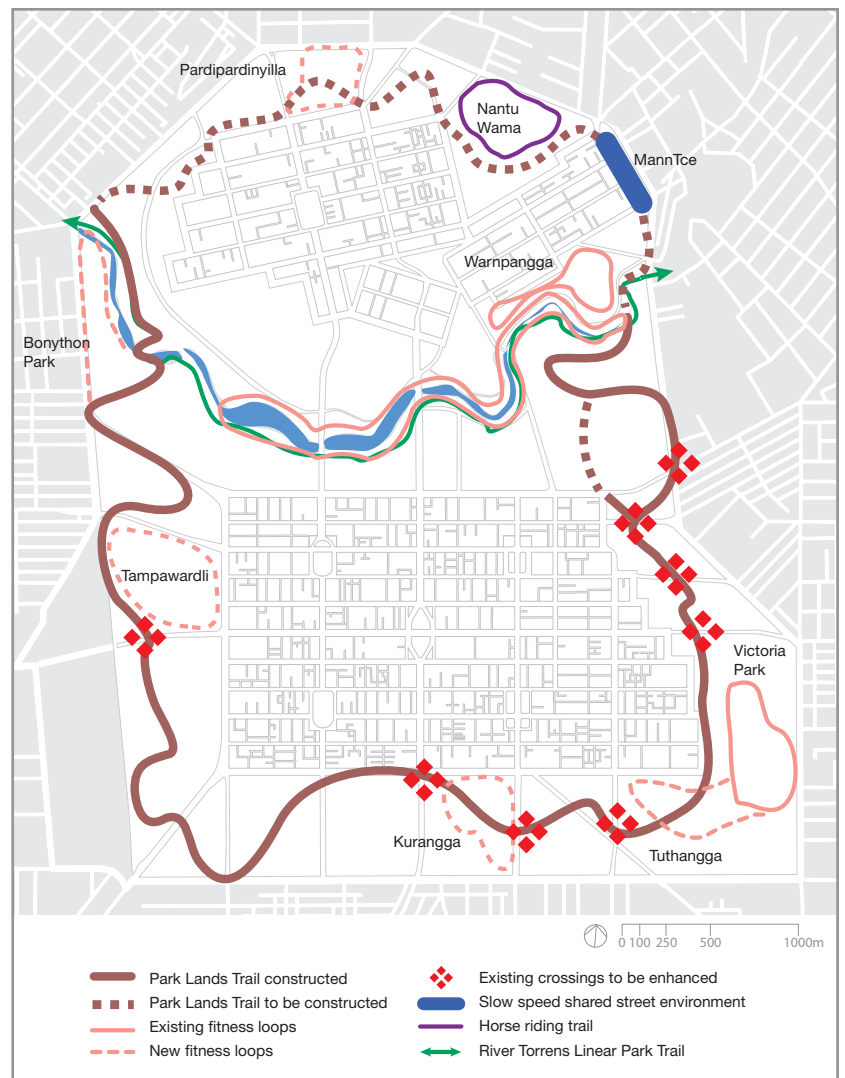 Pardipardinyilla
Nantu
Wama
MannTce
Warnpangga
Bonython
Park
Tampawardli
Victoria
Park
Kurangga
Tuthangga
0 100 250 500 1000m
Park Lands Trail constructed
Park Lands Trail to be constructed
Existing fitness loops
New fitness loops
Existing crossings to be enhanced
Slow speed shared street environment
Horse riding trail
River Torrens Linear Park Trail